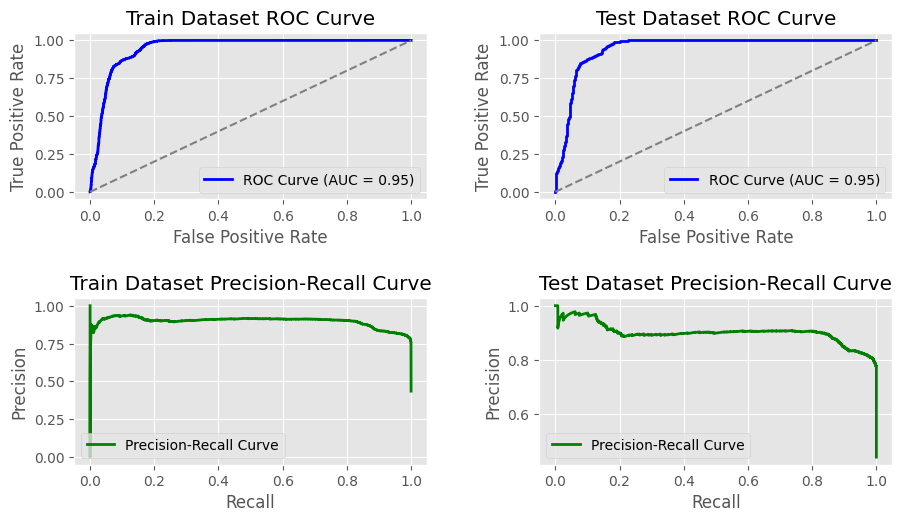 Train Dataset ROC Curve
1.00
0.75
0.50
0.25
0.00
True Positive Rate
ROC Curve (AUC = 0.95)
0.0 0.2 0.4 0.6 0.8 1.0
False Positive Rate
Test Dataset ROC Curve
1.00
0.75
0.50
0.25
0.00
True Positive Rate
ROC Curve (AUC = 0.95)
0.0 0.2 0.4 0.6 0.8 1.0
False Positive Rate
Train Dataset Precision-Recall Curve
1.00
0.75
0.50
0.25
0.00
Precision
Precision-Recall Curve
0.0 0.2 0.4 0.6 0.8 1.0
Recall
Test Dataset Precision-Recall Curve
1.0
0.8
0.6
Precision
Precision-Recall Curve
0.0 0.2 0.4 0.6 0.8 1.0
Recall